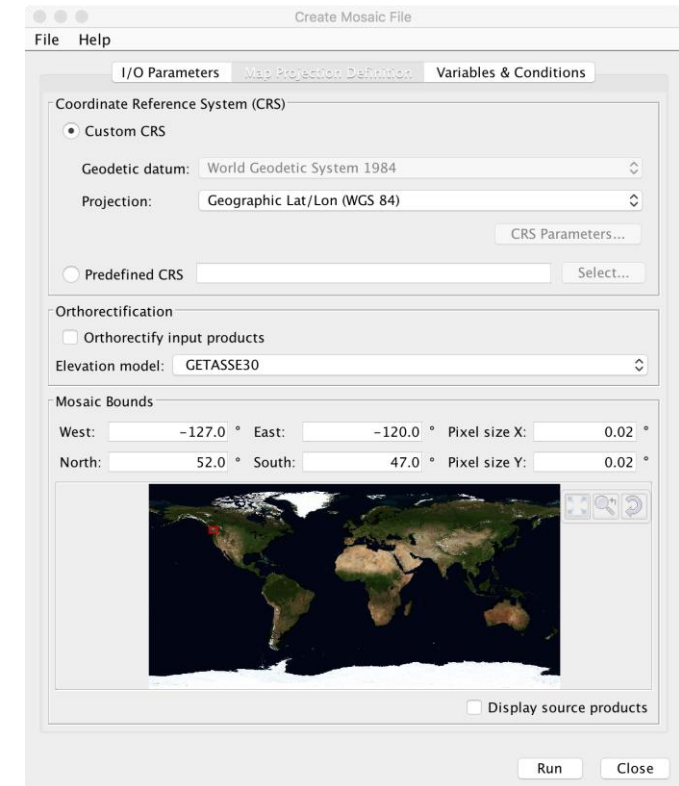 Create Mosaic File
File Help
I/O Parameters Map Projection Definition Variables & Conditions
Coordinate Reference System (CRS)
Custom CRS
Geodetic datum: World Geodetic System 1984
Projection: Geographic Lat/Lon (WGS 84)
CRS Parameters...
Predefined CRS Select...
Orthorectification
Orthorectify input products
Elevation model: GETASSE30
Mosaic Bounds
West: −127.0 ° East: −120.0 ° Pixel size X: 0.02 °
North: 52.0 ° South: 47.0 ° Pixel size Y: 0.02 °
Display source products
Run Close